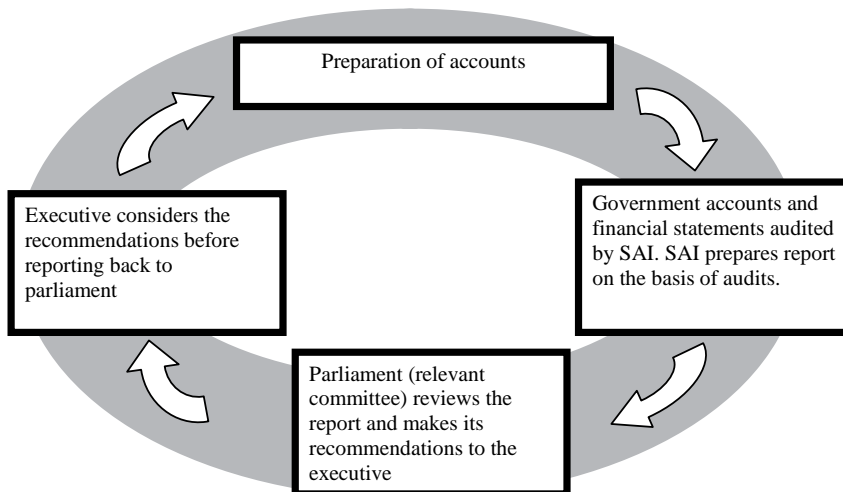 Preparation of accounts
Government accounts and
financial statements audited
by SAI. SAI prepares report
on the basis of audits.
Parliament (relevant
committee) reviews the
report and makes its
recommendations to the
executive
Executive considers the
recommendations before
reporting back to
parliament